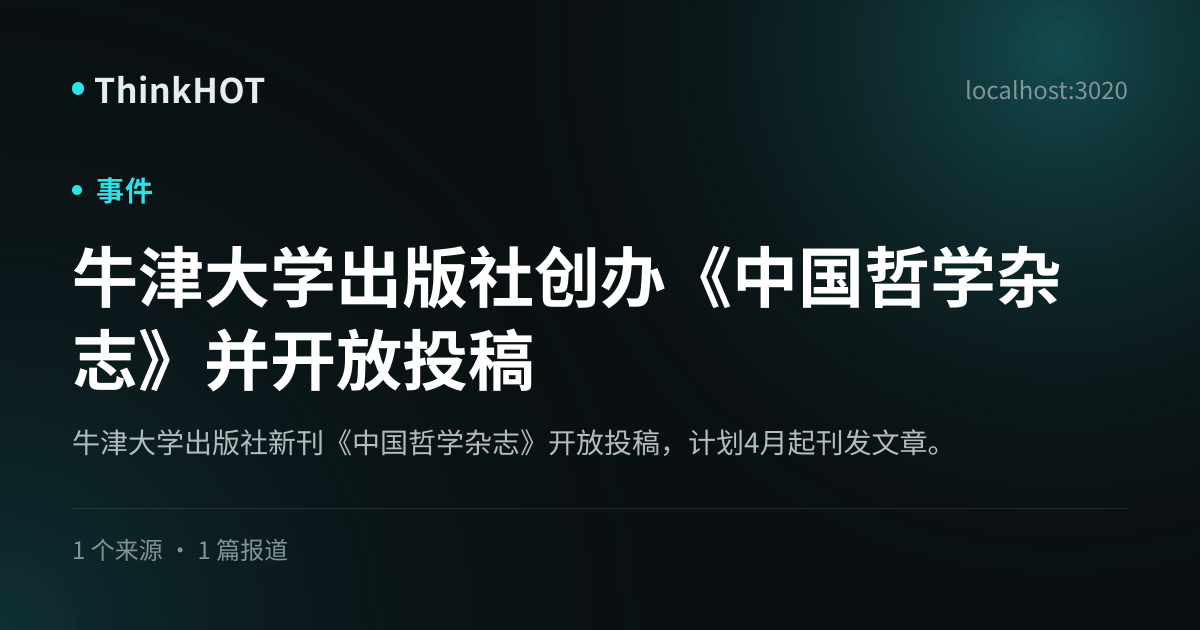 ThinkHOT
localhost:3020
事件
牛津大学出版社创办《中国哲学杂
志》并开放投稿
牛津大学出版社新刊《中国哲学杂志》开放投稿，计划4月起刊发文章。
1 个来源 · 1 篇报道